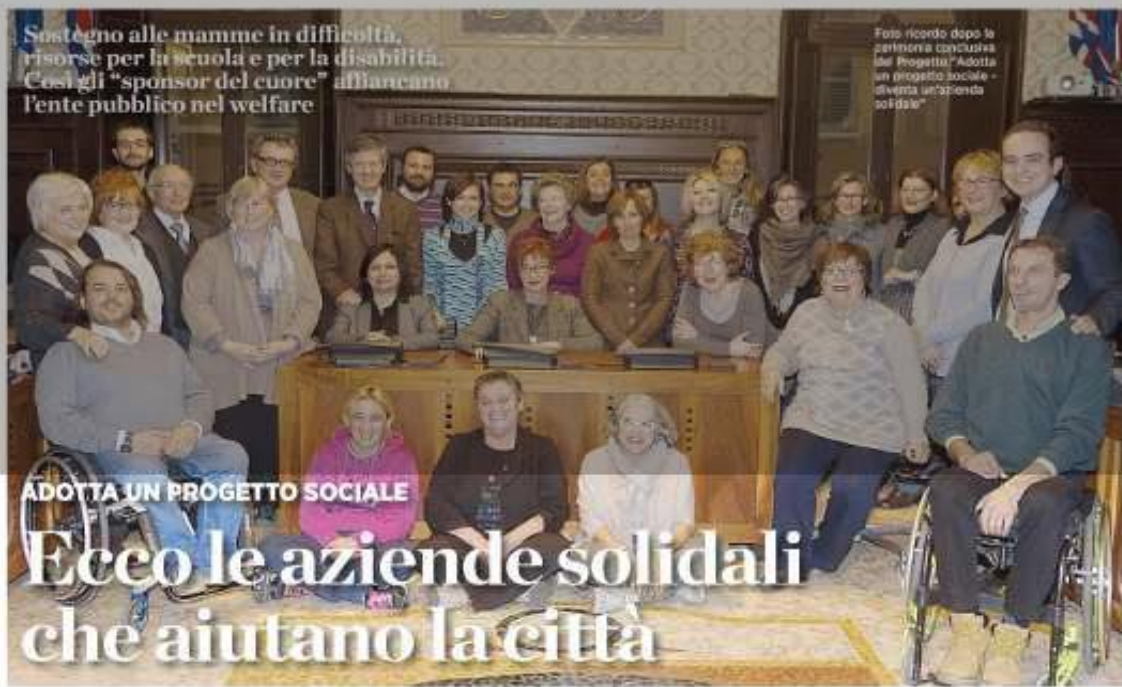 Sostegno alle mamme in difficoltà,
risorse per la scuola e per la disabilità.
Così gli “sponsor del cuore” affiancano
l'ente pubblico nel welfare
Foto ricordo dopo la
cerimonia conclusiva
del Progetto "Adotta
un progetto sociale -
diventa un'azienda
solidale"
ADOTTA UN PROGETTO SOCIALE
Ecco le aziende solidali
che aiutano la città